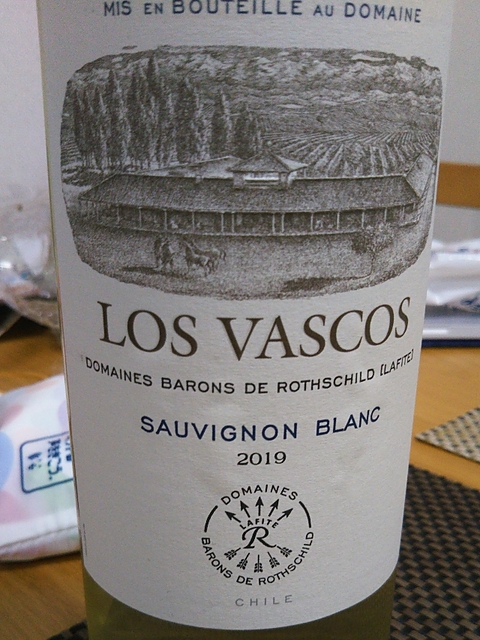 MIS EN BOUTEILLE AU DOMAINE
LOS VASCOS
DOMAINES BARONS DE ROTHSCHILD [LAFITE]
SAUVIGNON BLANC
2019
DOMAINES
LAFITE
R
BARONS DE ROTHSCHILD
CHILE